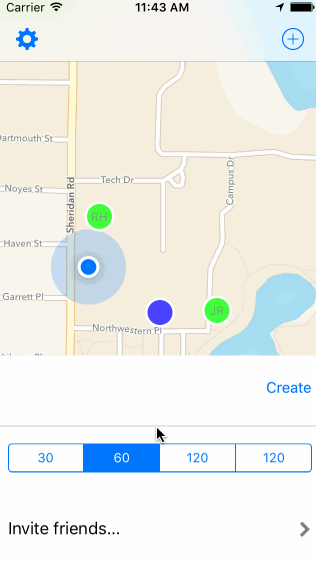 Carrier 11:43 AM
Dartmouth St
Tech Dr
Campus Dr
Noyes St
Sheridan Rd
RH
Haven St
Garrett Pl
JR
Northwestern Pl
Create
30 60 120 120
Invite friends...